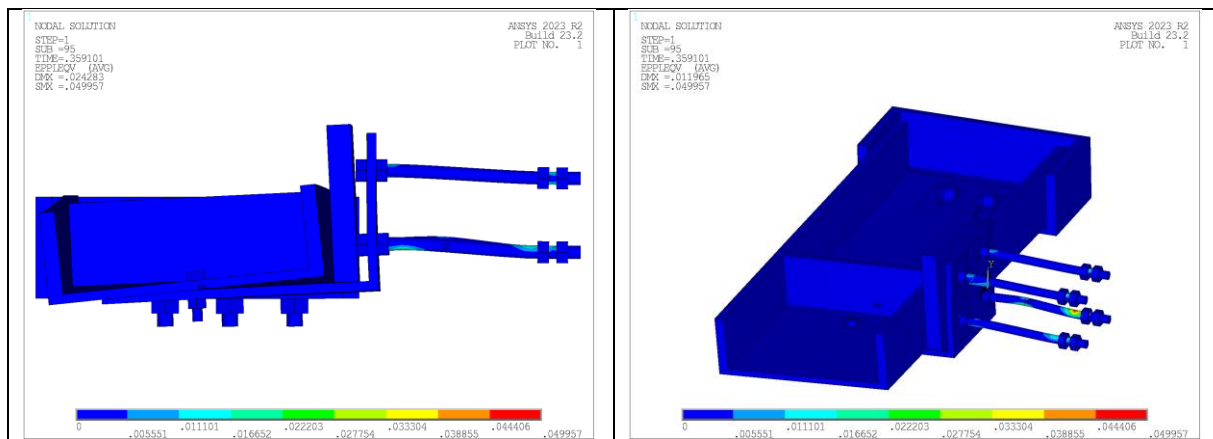 1
NODAL SOLUTION
STEP=1
SUB =95
TIME=.359101
EPPLEQV (AVG)
DMX =.024283
SMX =.049957
ANSYS 2023 R2
Build 23.2
PLOT NO. 1
0 .005551 .011101 .016652 .022203 .027754 .033304 .038855 .044406 .049957
1
NODAL SOLUTION
STEP=1
SUB =95
TIME=.359101
EPPLEQV (AVG)
DMX =.011965
SMX =.049957
ANSYS 2023 R2
Build 23.2
PLOT NO. 1
Y
0 .005551 .011101 .016652 .022203 .027754 .033304 .038855 .044406 .049957